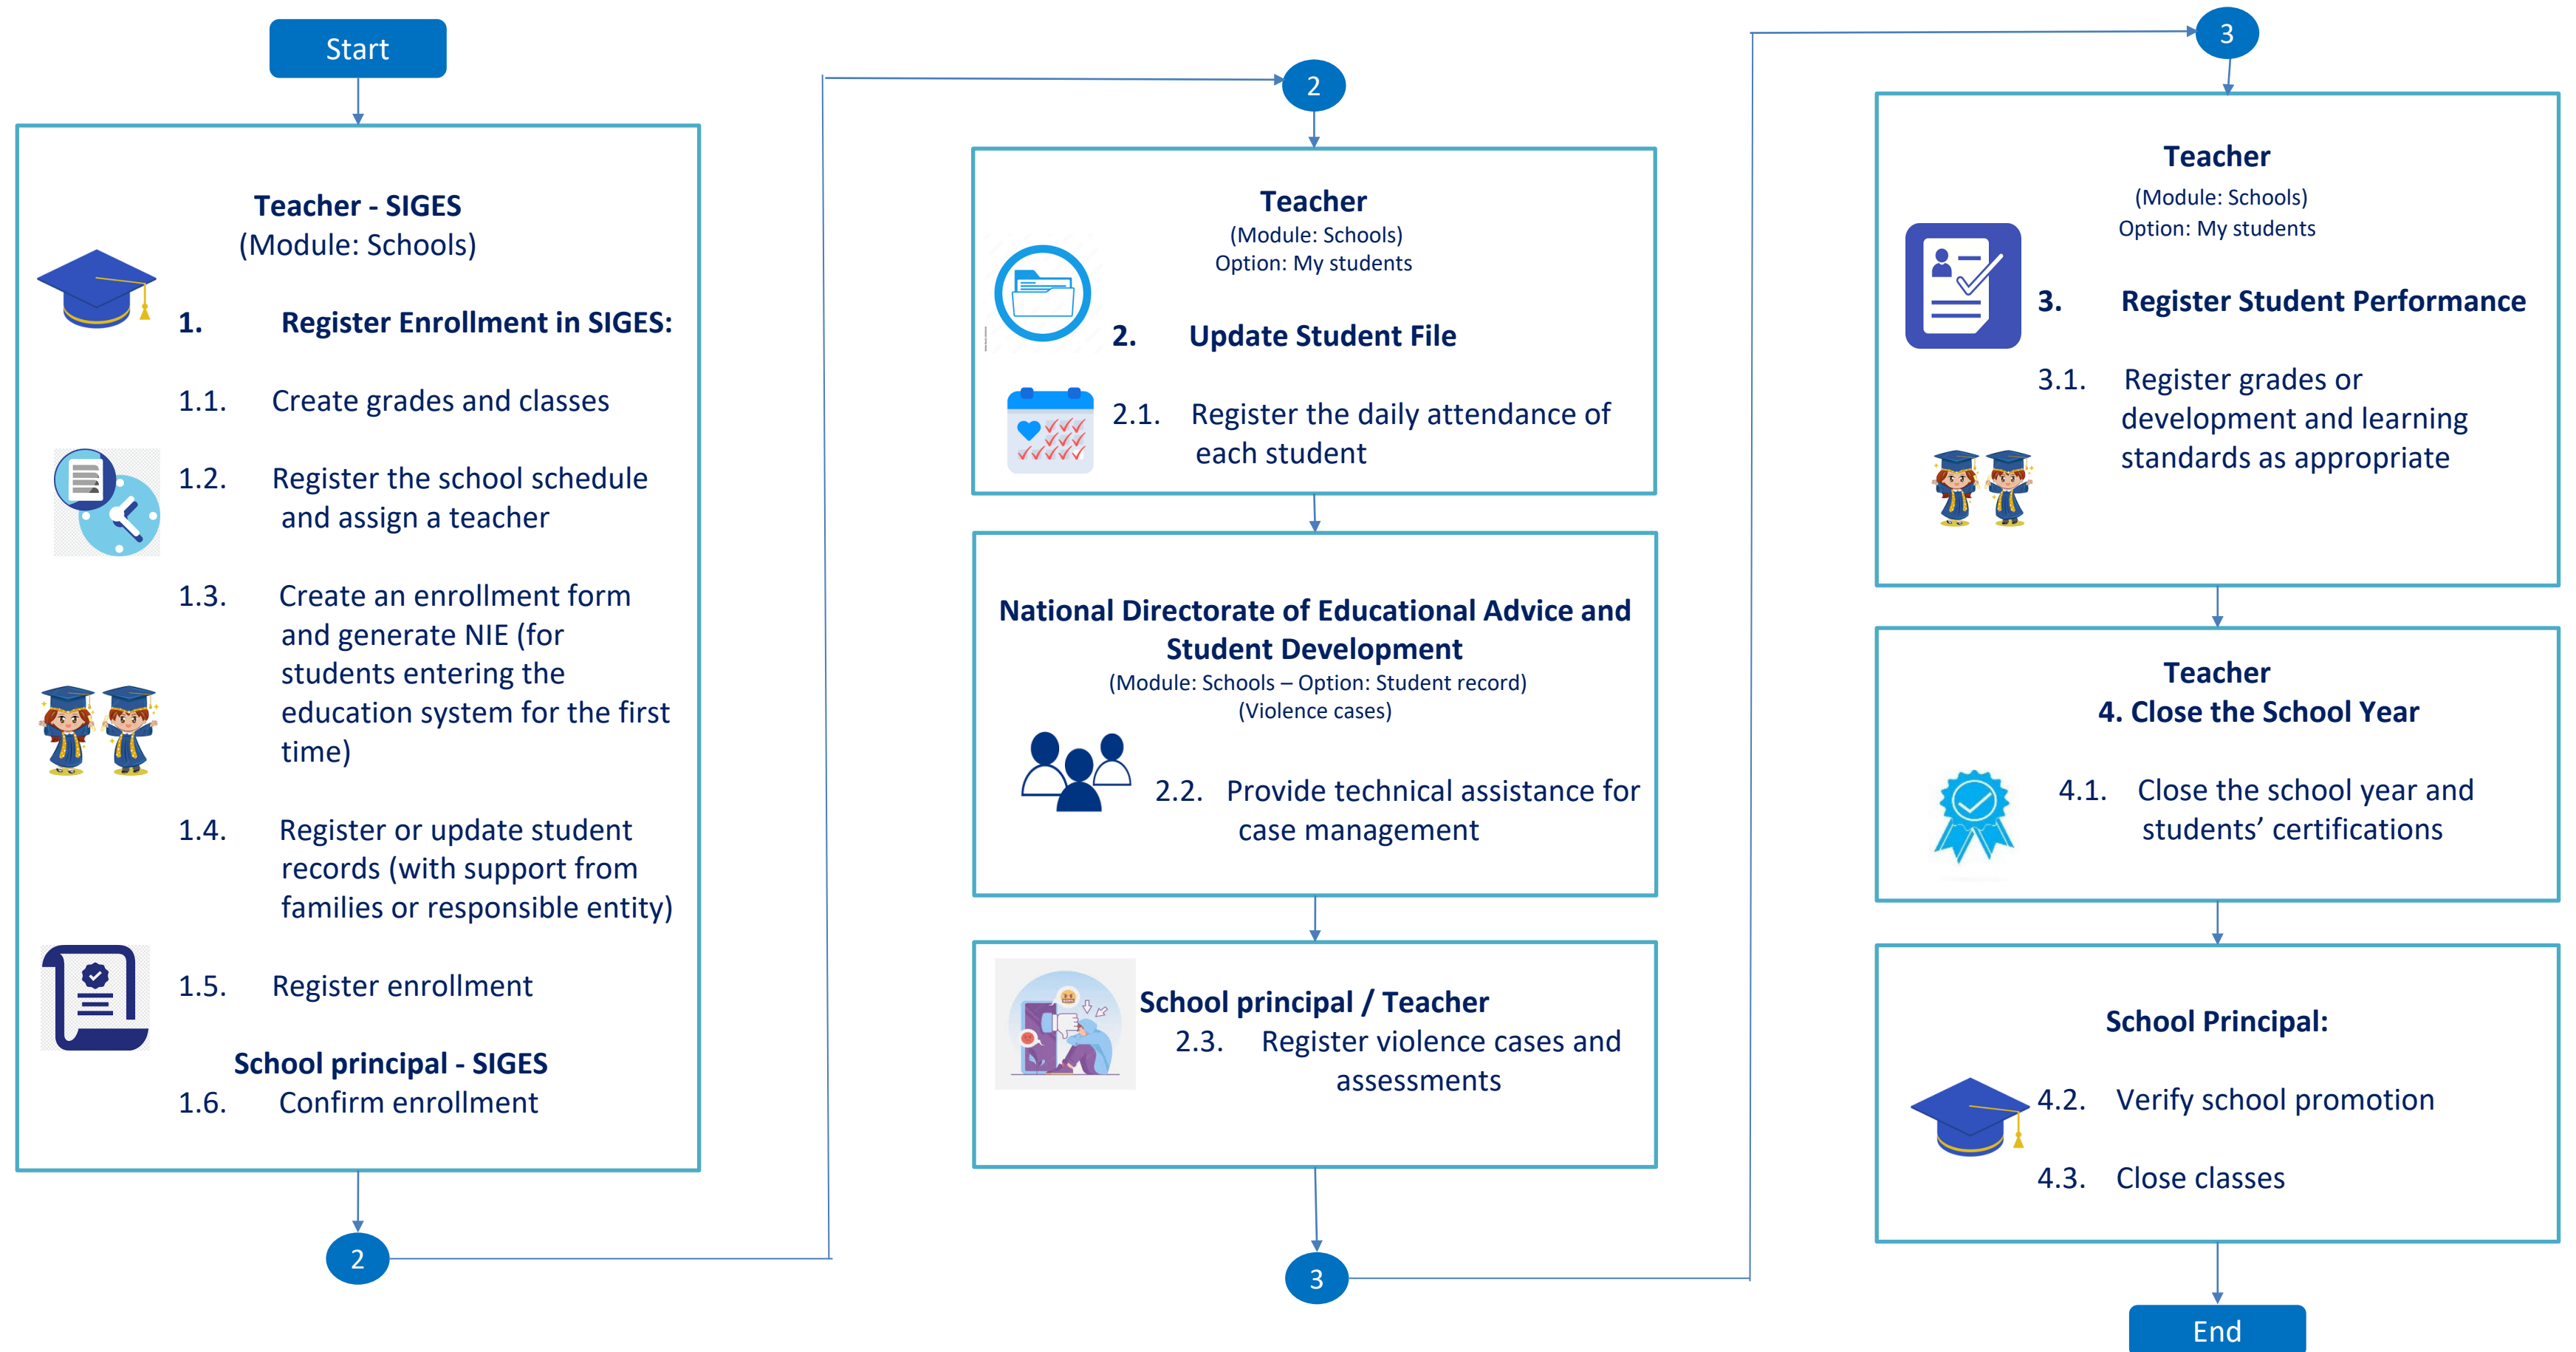 Start
Teacher - SIGES
(Module: Schools)
1. Register Enrollment in SIGES:
1.1. Create grades and classes
1.2. Register the school schedule
and assign a teacher
1.3. Create an enrollment form
and generate NIE (for
students entering the
education system for the first
time)
1.4. Register or update student
records (with support from
families or responsible entity)
1.5. Register enrollment
School principal - SIGES
1.6. Confirm enrollment
2
2
Teacher
(Module: Schools)
Option: My students
2. Update Student File
2.1. Register the daily attendance of
each student
National Directorate of Educational Advice and
Student Development
(Module: Schools – Option: Student record)
(Violence cases)
2.2. Provide technical assistance for
case management
School principal / Teacher
2.3. Register violence cases and
assessments
3
3
Teacher
(Module: Schools)
Option: My students
3. Register Student Performance
3.1. Register grades or
development and learning
standards as appropriate
Teacher
4. Close the School Year
4.1. Close the school year and
students’ certifications
School Principal:
4.2. Verify school promotion
4.3. Close classes
End